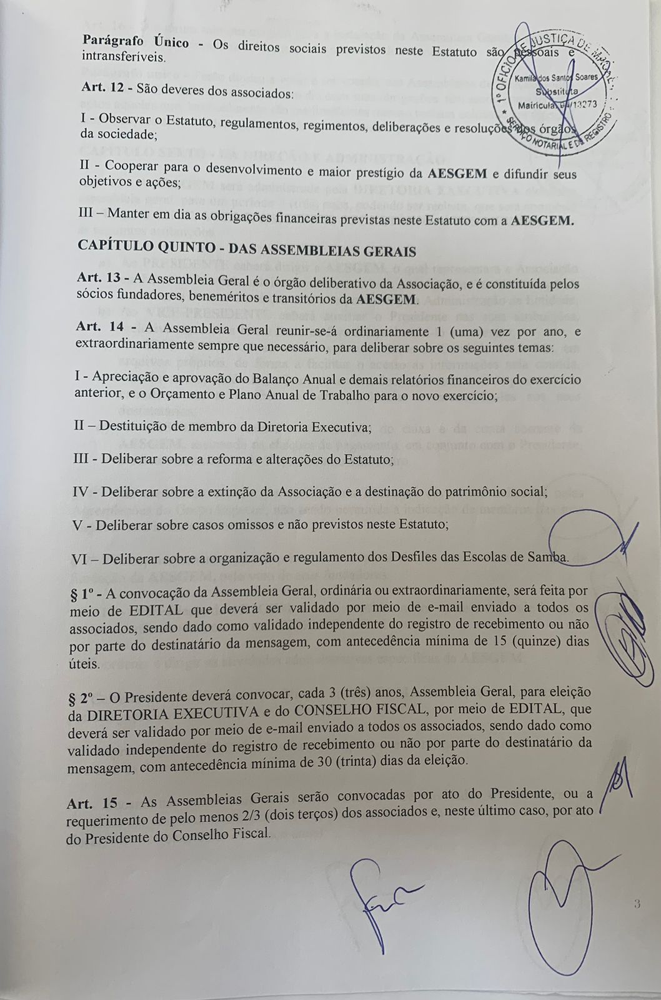 Parágrafo Único - Os direitos sociais previstos neste Estatuto são pessoais e
intransferíveis.
1º OFICIO DE JUSTIÇA DE
Kamila dos Santos Soares
Substituta
Matrícula: 94/13273
* SERVIÇO NOTARIAL E DE REGISTRO *
Art. 12 - São deveres dos associados:
I - Observar o Estatuto, regulamentos, regimentos, deliberações e resoluções dos órgãos
da sociedade;
II - Cooperar para o desenvolvimento e maior prestígio da AESGEM e difundir seus
objetivos e ações;
III – Manter em dia as obrigações financeiras previstas neste Estatuto com a AESGEM.
CAPÍTULO QUINTO - DAS ASSEMBLEIAS GERAIS
Art. 13 - A Assembleia Geral é o órgão deliberativo da Associação, e é constituída pelos
sócios fundadores, beneméritos e transitórios da AESGEM.
Art. 14 - A Assembleia Geral reunir-se-á ordinariamente 1 (uma) vez por ano, e
extraordinariamente sempre que necessário, para deliberar sobre os seguintes temas:
I - Apreciação e aprovação do Balanço Anual e demais relatórios financeiros do exercício
anterior, e o Orçamento e Plano Anual de Trabalho para o novo exercício;
II – Destituição de membro da Diretoria Executiva;
III - Deliberar sobre a reforma e alterações do Estatuto;
IV - Deliberar sobre a extinção da Associação e a destinação do patrimônio social;
V - Deliberar sobre casos omissos e não previstos neste Estatuto;
VI – Deliberar sobre a organização e regulamento dos Desfiles das Escolas de Samba.
§ 1º - A convocação da Assembleia Geral, ordinária ou extraordinariamente, será feita por
meio de EDITAL que deverá ser validado por meio de e-mail enviado a todos os
associados, sendo dado como validado independente do registro de recebimento ou não
por parte do destinatário da mensagem, com antecedência mínima de 15 (quinze) dias
úteis.
§ 2º – O Presidente deverá convocar, cada 3 (três) anos, Assembleia Geral, para eleição
da DIRETORIA EXECUTIVA e do CONSELHO FISCAL, por meio de EDITAL, que
deverá ser validado por meio de e-mail enviado a todos os associados, sendo dado como
validado independente do registro de recebimento ou não por parte do destinatário da
mensagem, com antecedência mínima de 30 (trinta) dias da eleição.
Art. 15 - As Assembleias Gerais serão convocadas por ato do Presidente, ou a
requerimento de pelo menos 2/3 (dois terços) dos associados e, neste último caso, por ato
do Presidente do Conselho Fiscal.
3